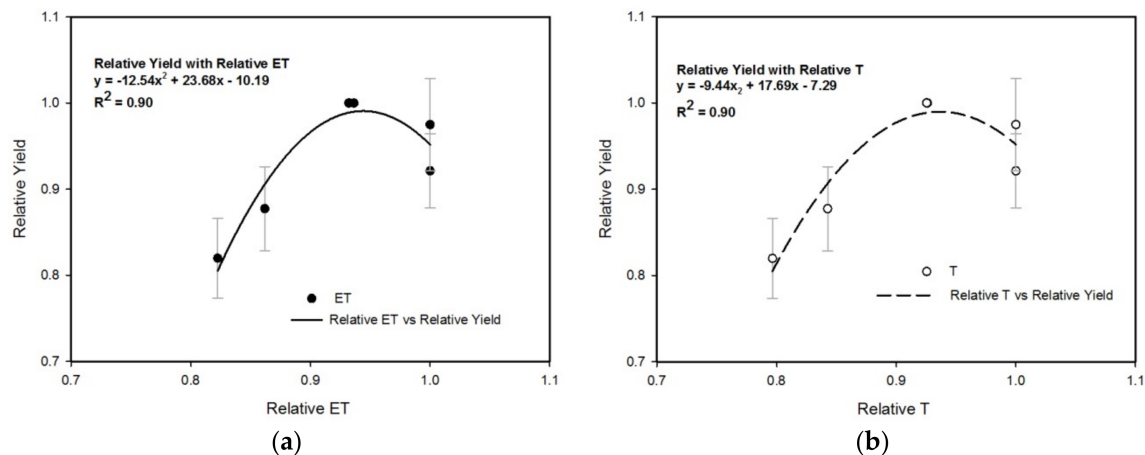 1.1
1.0
0.9
0.8
0.7
Relative Yield
Relative Yield with Relative ET
y = -12.54x² + 23.68x - 10.19
R² = 0.90
ET
Relative ET vs Relative Yield
0.7 0.8 0.9 1.0 1.1
Relative ET
(a)
1.1
1.0
0.9
0.8
0.7
Relative Yield
Relative Yield with Relative T
y = -9.44x₂ + 17.69x - 7.29
R² = 0.90
T
Relative T vs Relative Yield
0.7 0.8 0.9 1.0 1.1
Relative T
(b)